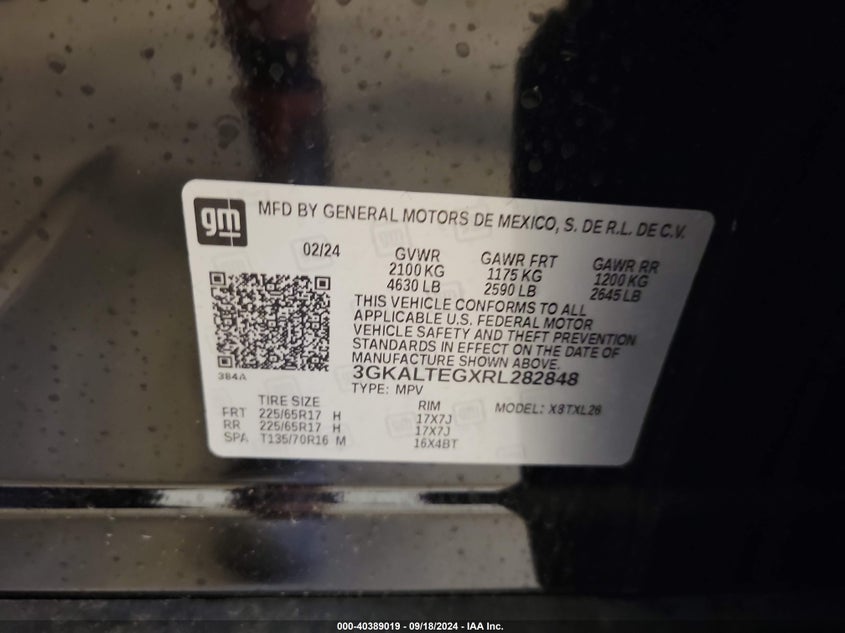 gm
MFD BY GENERAL MOTORS DE MEXICO, S. DE R.L. DE C.V.
02/24
GVWR GAWR FRT GAWR RR
2100 KG 1175 KG 1200 KG
4630 LB 2590 LB 2645 LB
THIS VEHICLE CONFORMS TO ALL
APPLICABLE U.S. FEDERAL MOTOR
VEHICLE SAFETY AND THEFT PREVENTION
STANDARDS IN EFFECT ON THE DATE OF
MANUFACTURE SHOWN ABOVE.
384A
3GKALTEGXRL282848
TYPE: MPV
TIRE SIZE RIM MODEL: X8TXL26
FRT 225/65R17 H 17X7J
RR 225/65R17 H 17X7J
SPA T135/70R16 M 16X4BT
000-40389019 - 09/18/2024 - IAA Inc.